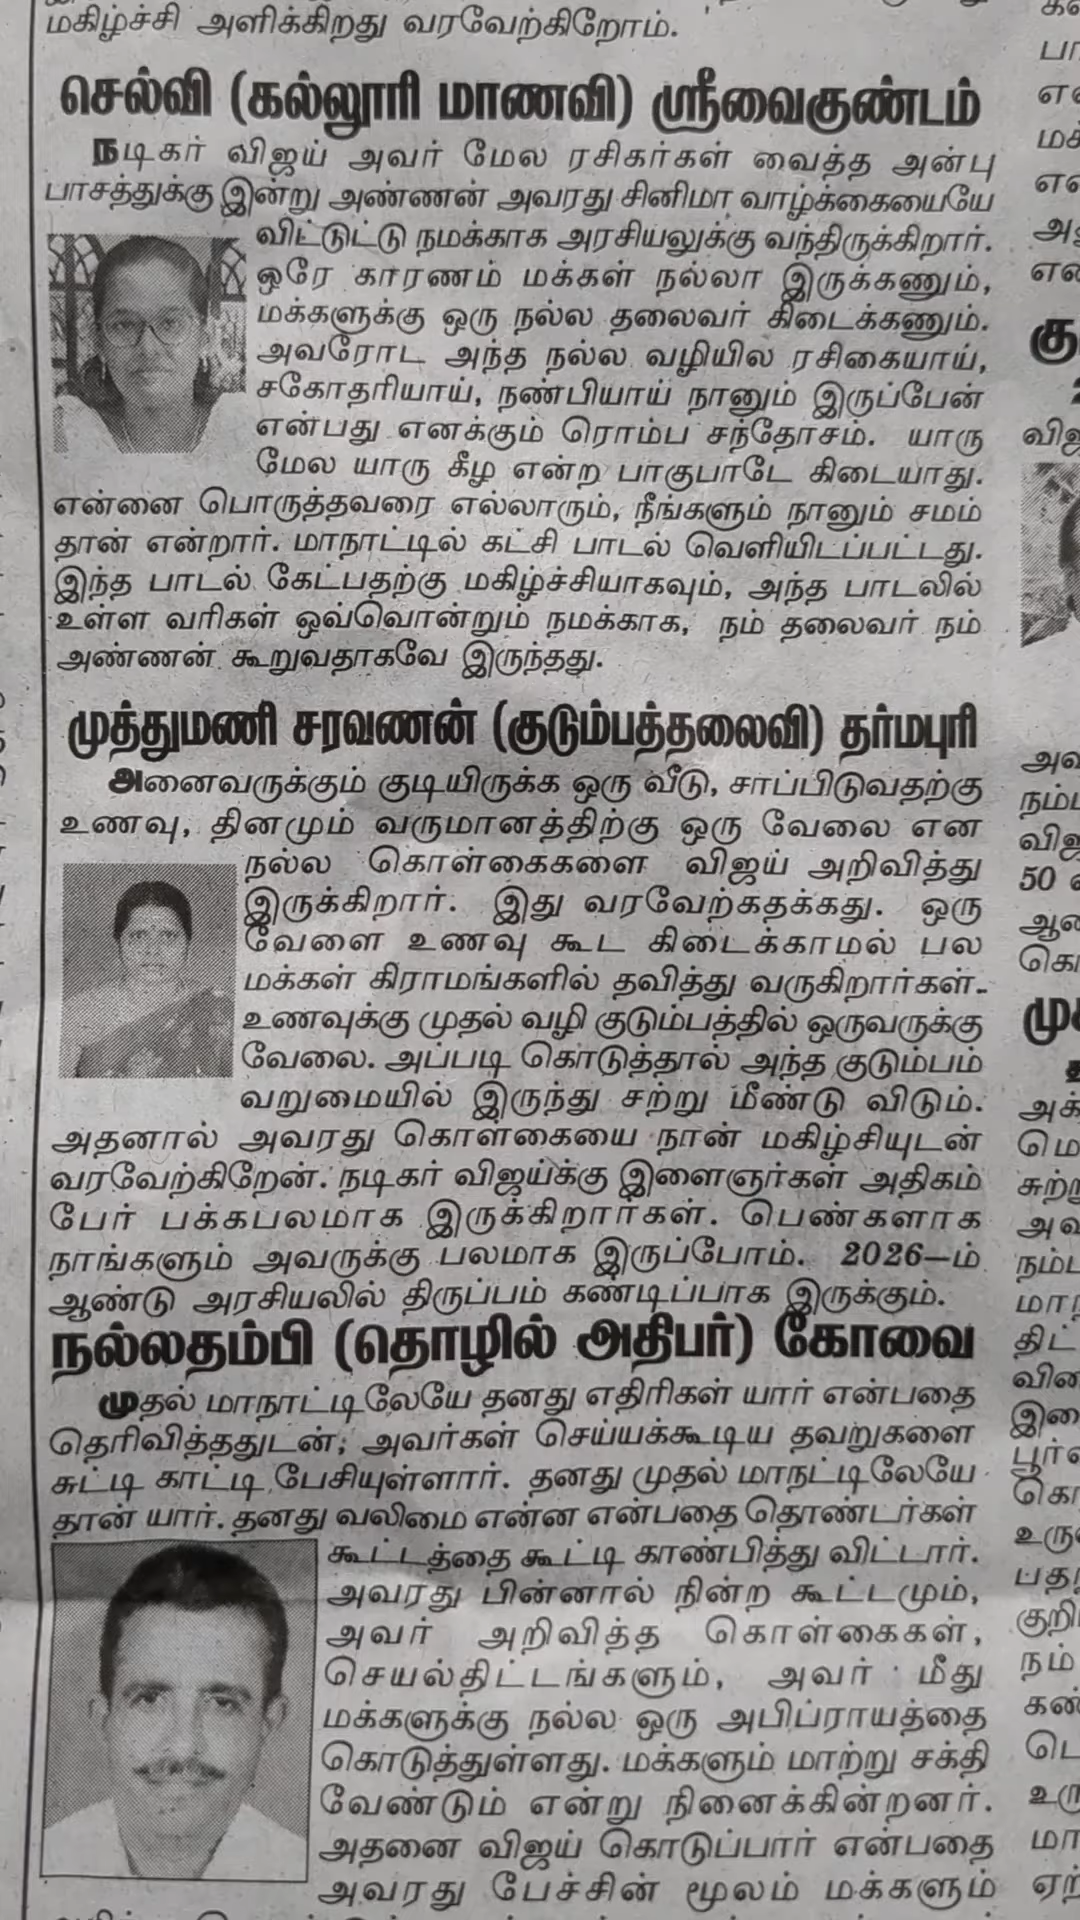 மகிழ்ச்சி அளிக்கிறது வரவேற்கிறோம்.
செல்வி (கல்லூரி மாணவி) ஸ்ரீவைகுண்டம்
நடிகர் விஜய் அவர் மேல ரசிகர்கள் வைத்த அன்பு
பாசத்துக்கு இன்று அண்ணன் அவரது சினிமா வாழ்க்கையையே
விட்டுட்டு நமக்காக அரசியலுக்கு வந்திருக்கிறார்.
ஒரே காரணம் மக்கள் நல்லா இருக்கணும்,
மக்களுக்கு ஒரு நல்ல தலைவர் கிடைக்கணும்.
அவரோட அந்த நல்ல வழியில ரசிகையாய்,
சகோதரியாய், நண்பியாய் நானும் இருப்பேன்
என்பது எனக்கும் ரொம்ப சந்தோசம். யாரு
மேல யாரு கீழ என்ற பாகுபாடே கிடையாது.
என்னை பொருத்தவரை எல்லாரும், நீங்களும் நானும் சமம்
தான் என்றார். மாநாட்டில் கட்சி பாடல் வெளியிடப்பட்டது.
இந்த பாடல் கேட்பதற்கு மகிழ்ச்சியாகவும், அந்த பாடலில்
உள்ள வரிகள் ஒவ்வொன்றும் நமக்காக, நம் தலைவர் நம்
அண்ணன் கூறுவதாகவே இருந்தது.
முத்துமணி சரவணன் (குடும்பத்தலைவி) தர்மபுரி
அனைவருக்கும் குடியிருக்க ஒரு வீடு, சாப்பிடுவதற்கு
உணவு, தினமும் வருமானத்திற்கு ஒரு வேலை என
நல்ல கொள்கைகளை விஜய் அறிவித்து
இருக்கிறார். இது வரவேற்கதக்கது. ஒரு
வேளை உணவு கூட கிடைக்காமல் பல
மக்கள் கிராமங்களில் தவித்து வருகிறார்கள்.
உணவுக்கு முதல் வழி குடும்பத்தில் ஒருவருக்கு
வேலை. அப்படி கொடுத்தால் அந்த குடும்பம்
வறுமையில் இருந்து சற்று மீண்டு விடும்.
அதனால் அவரது கொள்கையை நான் மகிழ்சியுடன்
வரவேற்கிறேன். நடிகர் விஜய்க்கு இளைஞர்கள் அதிகம்
பேர் பக்கபலமாக இருக்கிறார்கள். பெண்களாக
நாங்களும் அவருக்கு பலமாக இருப்போம். 2026-ம்
ஆண்டு அரசியலில் திருப்பம் கண்டிப்பாக இருக்கும்.
நல்லதம்பி (தொழில் அதிபர்) கோவை
முதல் மாநாட்டிலேயே தனது எதிரிகள் யார் என்பதை
தெரிவித்ததுடன்; அவர்கள் செய்யக்கூடிய தவறுகளை
சுட்டி காட்டி பேசியுள்ளார். தனது முதல் மாநட்டிலேயே
தான் யார். தனது வலிமை என்ன என்பதை தொண்டர்கள்
கூட்டத்தை கூட்டி காண்பித்து விட்டார்.
அவரது பின்னால் நின்ற கூட்டமும்,
அவர் அறிவித்த கொள்கைகள்,
செயல்திட்டங்களும், அவர் மீது
மக்களுக்கு நல்ல ஒரு அபிப்ராயத்தை
கொடுத்துள்ளது. மக்களும் மாற்று சக்தி
வேண்டும் என்று நினைக்கின்றனர்.
அதனை விஜய் கொடுப்பார் என்பதை
அவரது பேச்சின் மூலம் மக்களும்